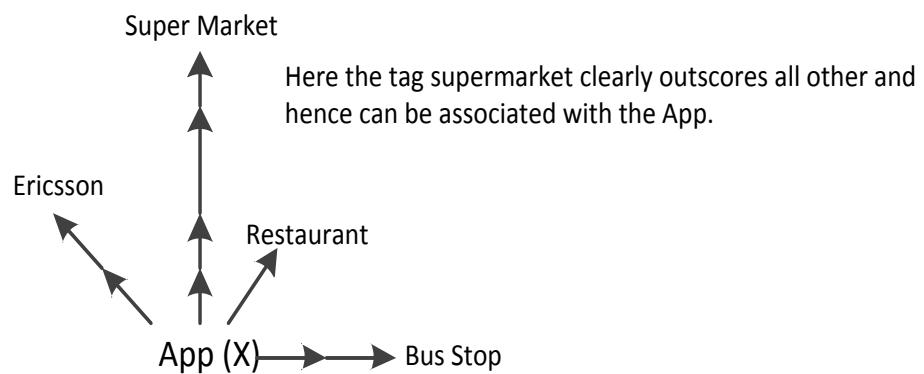 Super Market
Here the tag supermarket clearly outscores all other and
hence can be associated with the App.
Ericsson
Restaurant
App (X)
Bus Stop